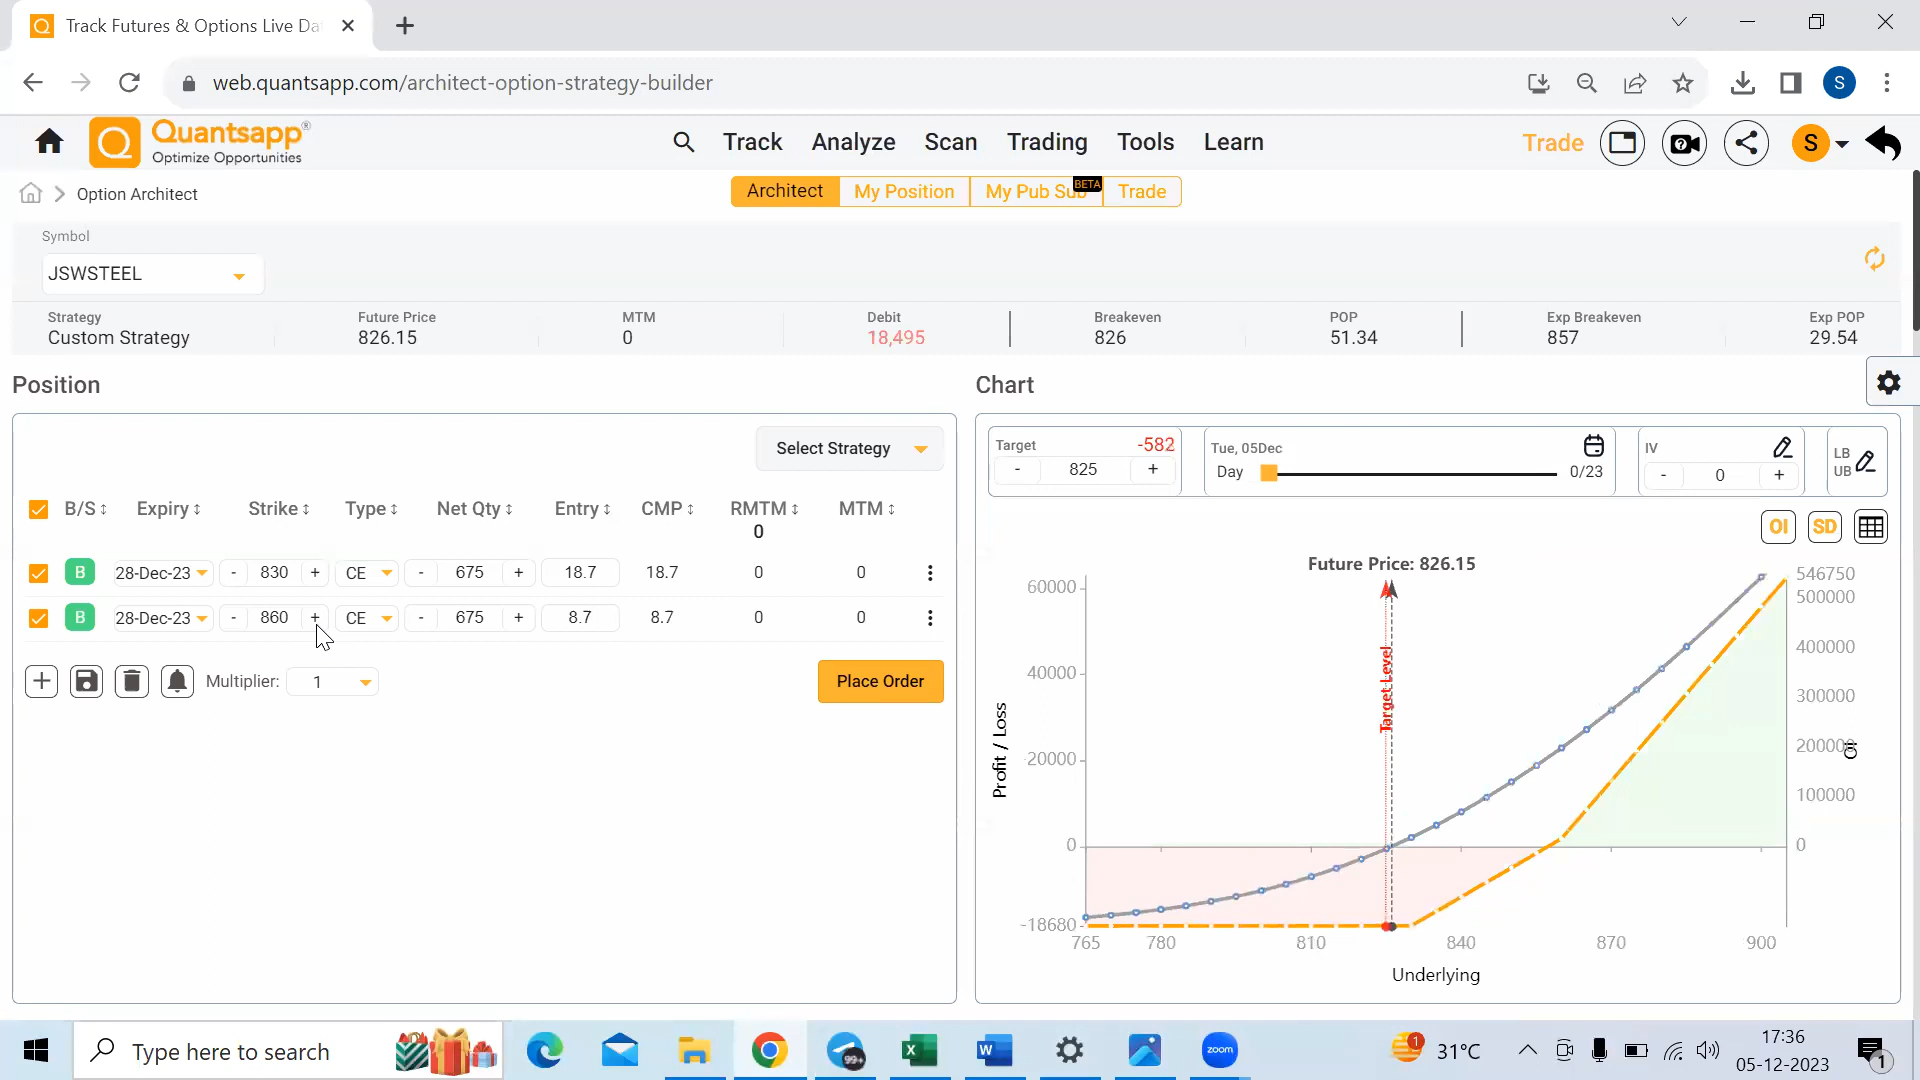 Track Futures & Options Live Da
web.quantsapp.com/architect-option-strategy-builder
S
Quantsapp®
Optimize Opportunities
Track
Analyze
Scan
Trading
Tools
Learn
Trade
S
Option Architect
Architect
My Position
My Pub Sub
BETA
Trade
Symbol
JSWSTEEL
Strategy
Custom Strategy
Future Price
826.15
MTM
0
Debit
18,495
Breakeven
826
POP
51.34
Exp Breakeven
857
Exp POP
29.54
Position
Select Strategy
B/S Expiry Strike Type Net Qty Entry CMP RMTM MTM
0
B 28-Dec-23 - 830 + CE - 675 + 18.7 18.7 0 0
B 28-Dec-23 - 860 + CE - 675 + 8.7 8.7 0 0
Multiplier: 1
Place Order
Chart
Target -582
- 825 +
Tue, 05Dec
Day 0/23
IV
- 0 +
LB
UB
OI
SD
Future Price: 826.15
Target Level
Profit / Loss
60000
40000
20000
0
-18680
546750
500000
400000
300000
200000
100000
0
OI
765 780 810 840 870 900
Underlying
Type here to search
99+
zoom
1
31°C
17:36
05-12-2023
1